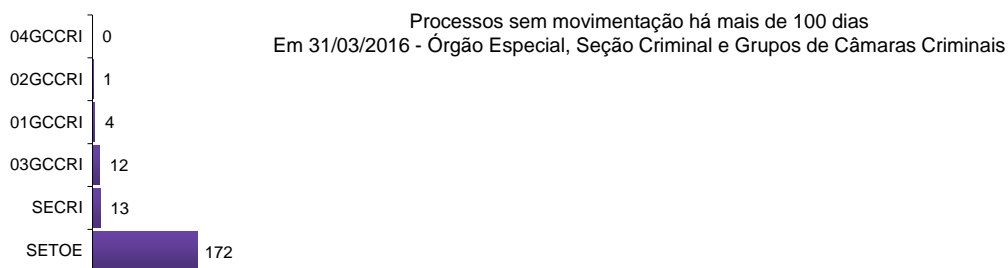 Processos sem movimentação há mais de 100 dias
Em 31/03/2016 - Órgão Especial, Seção Criminal e Grupos de Câmaras Criminais
04GCCRI 0
02GCCRI 1
01GCCRI 4
03GCCRI 12
SECRI 13
SETOE 172